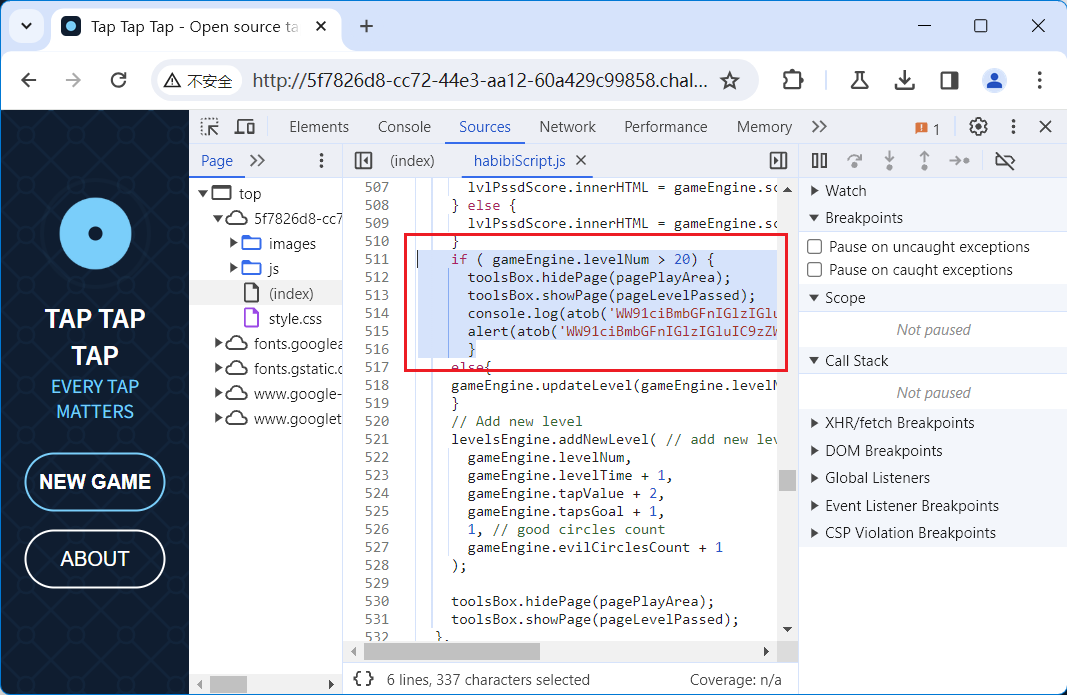 Tap Tap Tap - Open source ta
不安全
http://5f7826d8-cc72-44e3-aa12-60a429c99858.chal...
TAP TAP
TAP
EVERY TAP
MATTERS
NEW GAME
ABOUT
Elements Console Sources Network Performance Memory 1
Page
(index) habibiScript.js
top
5f7826d8-cc7
images
js
(index)
style.css
fonts.googlea
fonts.gstatic.c
www.google-
www.googlet
507 lvlPssdScore.innerHTML = gameEngine.sc
508 } else {
509 lvlPssdScore.innerHTML = gameEngine.sc
510 }
511 if ( gameEngine.levelNum > 20) {
512 toolsBox.hidePage(pagePlayArea);
513 toolsBox.showPage(pageLevelPassed);
514 console.log(atob('WW91ciBmbGFnIGlzIGlu
515 alert(atob('WW91ciBmbGFnIGlzIGluIC9zZW
516 }
517 else{
518 gameEngine.updateLevel(gameEngine.levelN
519 }
520 // Add new level
521 levelsEngine.addNewLevel( // add new lev
522 gameEngine.levelNum,
523 gameEngine.levelTime + 1,
524 gameEngine.tapValue + 2,
525 gameEngine.tapsGoal + 1,
526 1, // good circles count
527 gameEngine.evilCirclesCount + 1
528 );
529
530 toolsBox.hidePage(pagePlayArea);
531 toolsBox.showPage(pageLevelPassed);
532 },
{ } 6 lines, 337 characters selected Coverage: n/a
Watch
Breakpoints
Pause on uncaught exceptions
Pause on caught exceptions
Scope
Not paused
Call Stack
Not paused
XHR/fetch Breakpoints
DOM Breakpoints
Global Listeners
Event Listener Breakpoints
CSP Violation Breakpoints